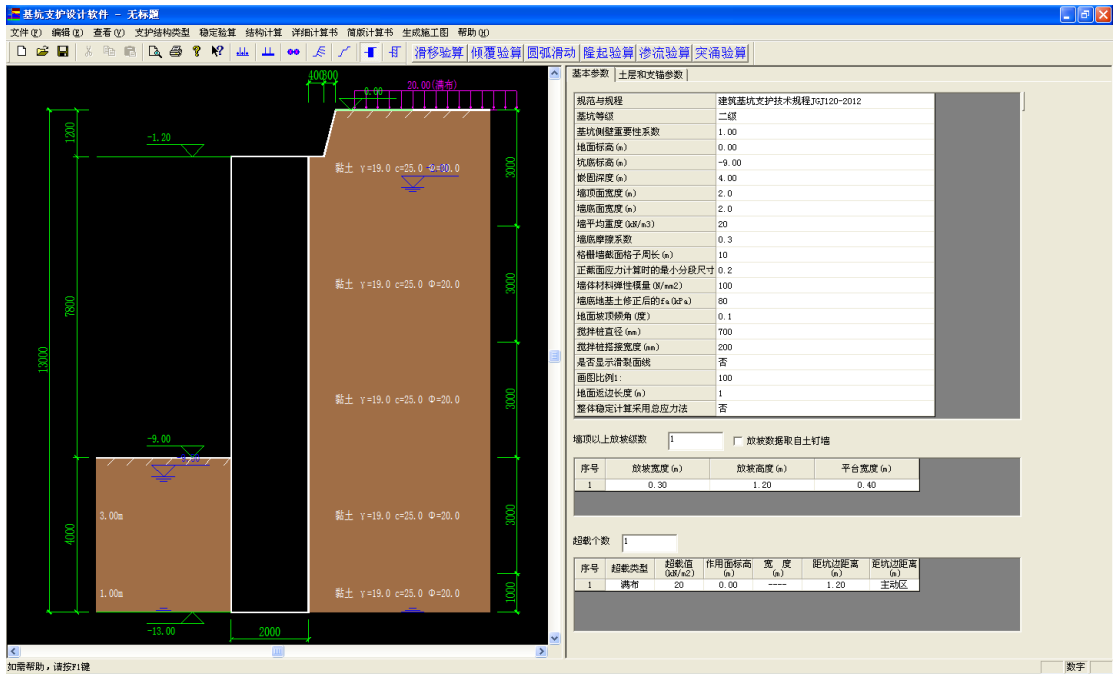 基坑支护设计软件 - 无标题
文件(F) 编辑(E) 查看(V) 支护结构类型 稳定验算 结构计算 详细计算书 简版计算书 生成施工图 帮助(H)
滑移验算 倾覆验算 圆弧滑动 隆起验算 渗流验算 突涌验算
400300
20.00(满布)
0.00
1200
-1.20
黏土 γ=19.0 c=25.0 Φ=20.0
3000
黏土 γ=19.0 c=25.0 Φ=20.0
3000
7800
13000
黏土 γ=19.0 c=25.0 Φ=20.0
3000
-9.00
3.00m
黏土 γ=19.0 c=25.0 Φ=20.0
3000
4000
1.00m
黏土 γ=19.0 c=25.0 Φ=20.0
1000
-13.00
2000
基本参数 土层和支锚参数
规范与规程 建筑基坑支护技术规程JGJ120-2012
基坑等级 二级
基坑侧壁重要性系数 1.00
地面标高(m) 0.00
坑底标高(m) -9.00
嵌固深度(m) 4.00
墙顶面宽度(m) 2.0
墙底面宽度(m) 2.0
墙平均重度(kN/m3) 20
墙底摩擦系数 0.3
格栅墙截面格子周长(m) 10
正截面应力计算时的最小分段尺寸 0.2
墙体材料弹性模量(N/mm2) 100
墙底地基土修正后的fa(kPa) 80
地面坡顶倾角(度) 0.1
搅拌桩直径(mm) 700
搅拌桩搭接宽度(mm) 200
是否显示滑裂面线 否
画图比例1: 100
地面近边长度(m) 1
整体稳定计算采用总应力法 否
墙顶以上放坡级数 1 放坡数据取自土钉墙
序号 放坡宽度(m) 放坡高度(m) 平台宽度(m)
1 0.30 1.20 0.40
超载个数 1
序号 超载类型 超载值(kN/m2) 作用面标高(m) 宽 度(m) 距坑边距离(m) 距坑边距离(m)
1 满布 20 0.00 ---- 1.20 主动区
如需帮助，请按F1键
数字